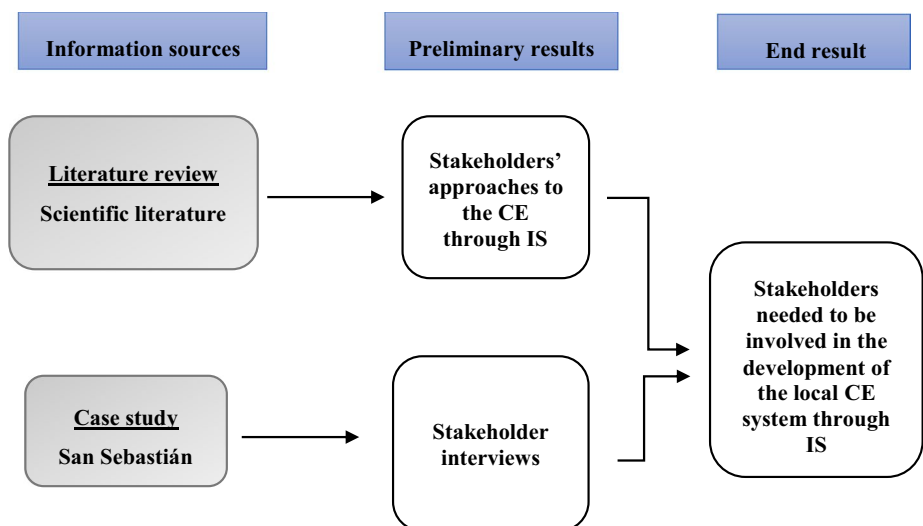 Information sources
Preliminary results
End result
Literature review
Scientific literature
Stakeholders’
approaches to
the CE
through IS
Case study
San Sebastián
Stakeholder
interviews
Stakeholders
needed to be
involved in the
development of
the local CE
system through
IS